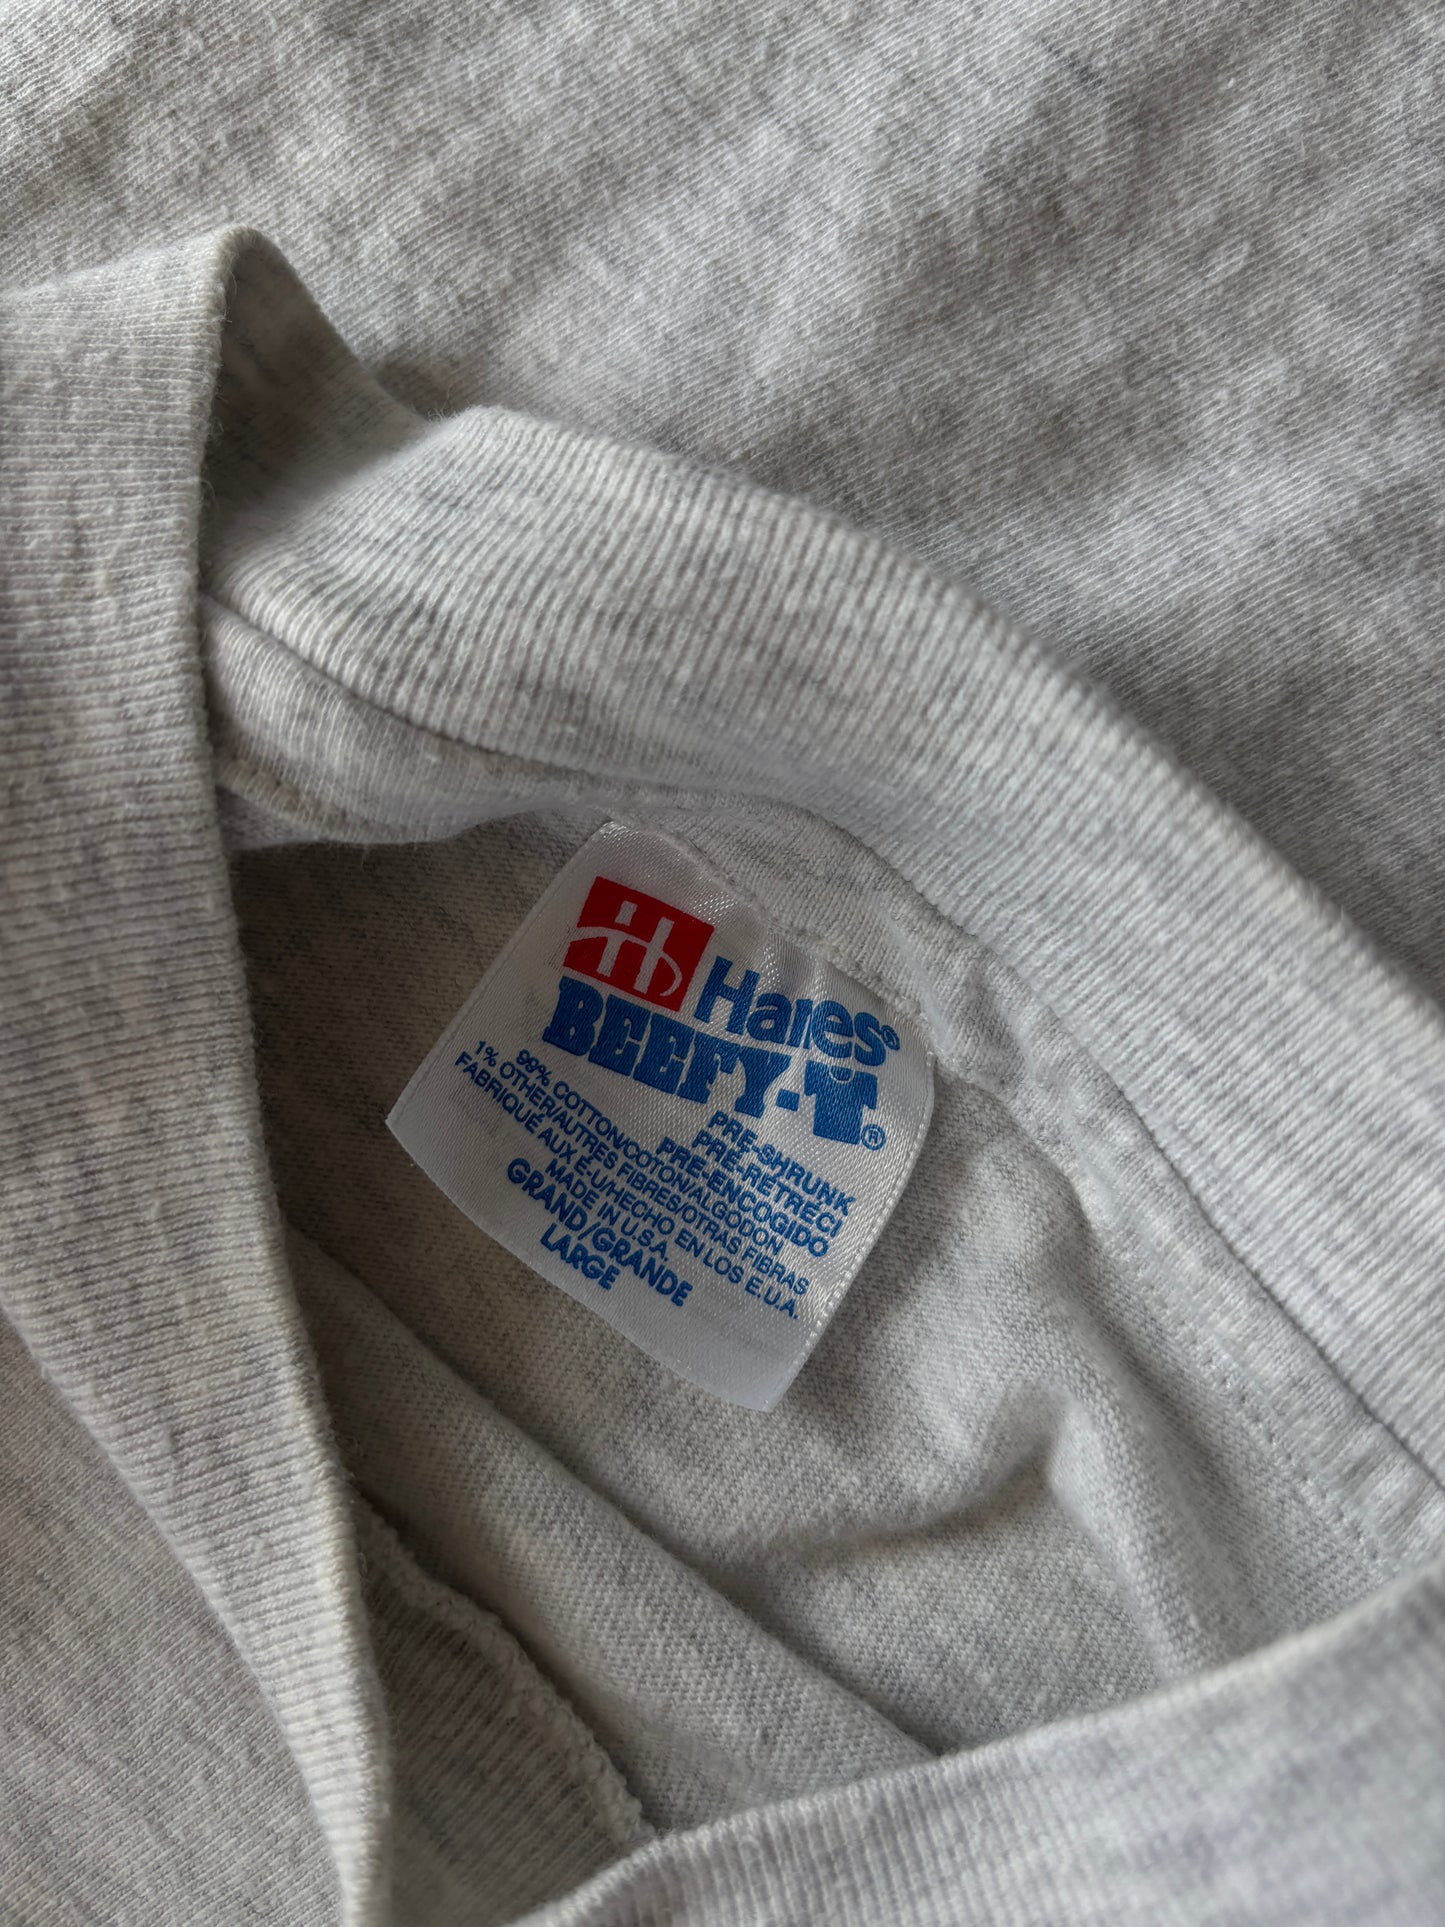 Hanes®
BEEFY-T®
PRE-SHRUNK
PRÉ-RÉTRÉCI
PRE-ENCOGIDO
99% COTTON/COTON/ALGODON
1% OTHER/AUTRES FIBRES/OTRAS FIBRAS
FABRIQUÉ AUX É-U/HECHO EN LOS E.U.A.
MADE IN U.S.A.
GRAND/GRANDE
LARGE